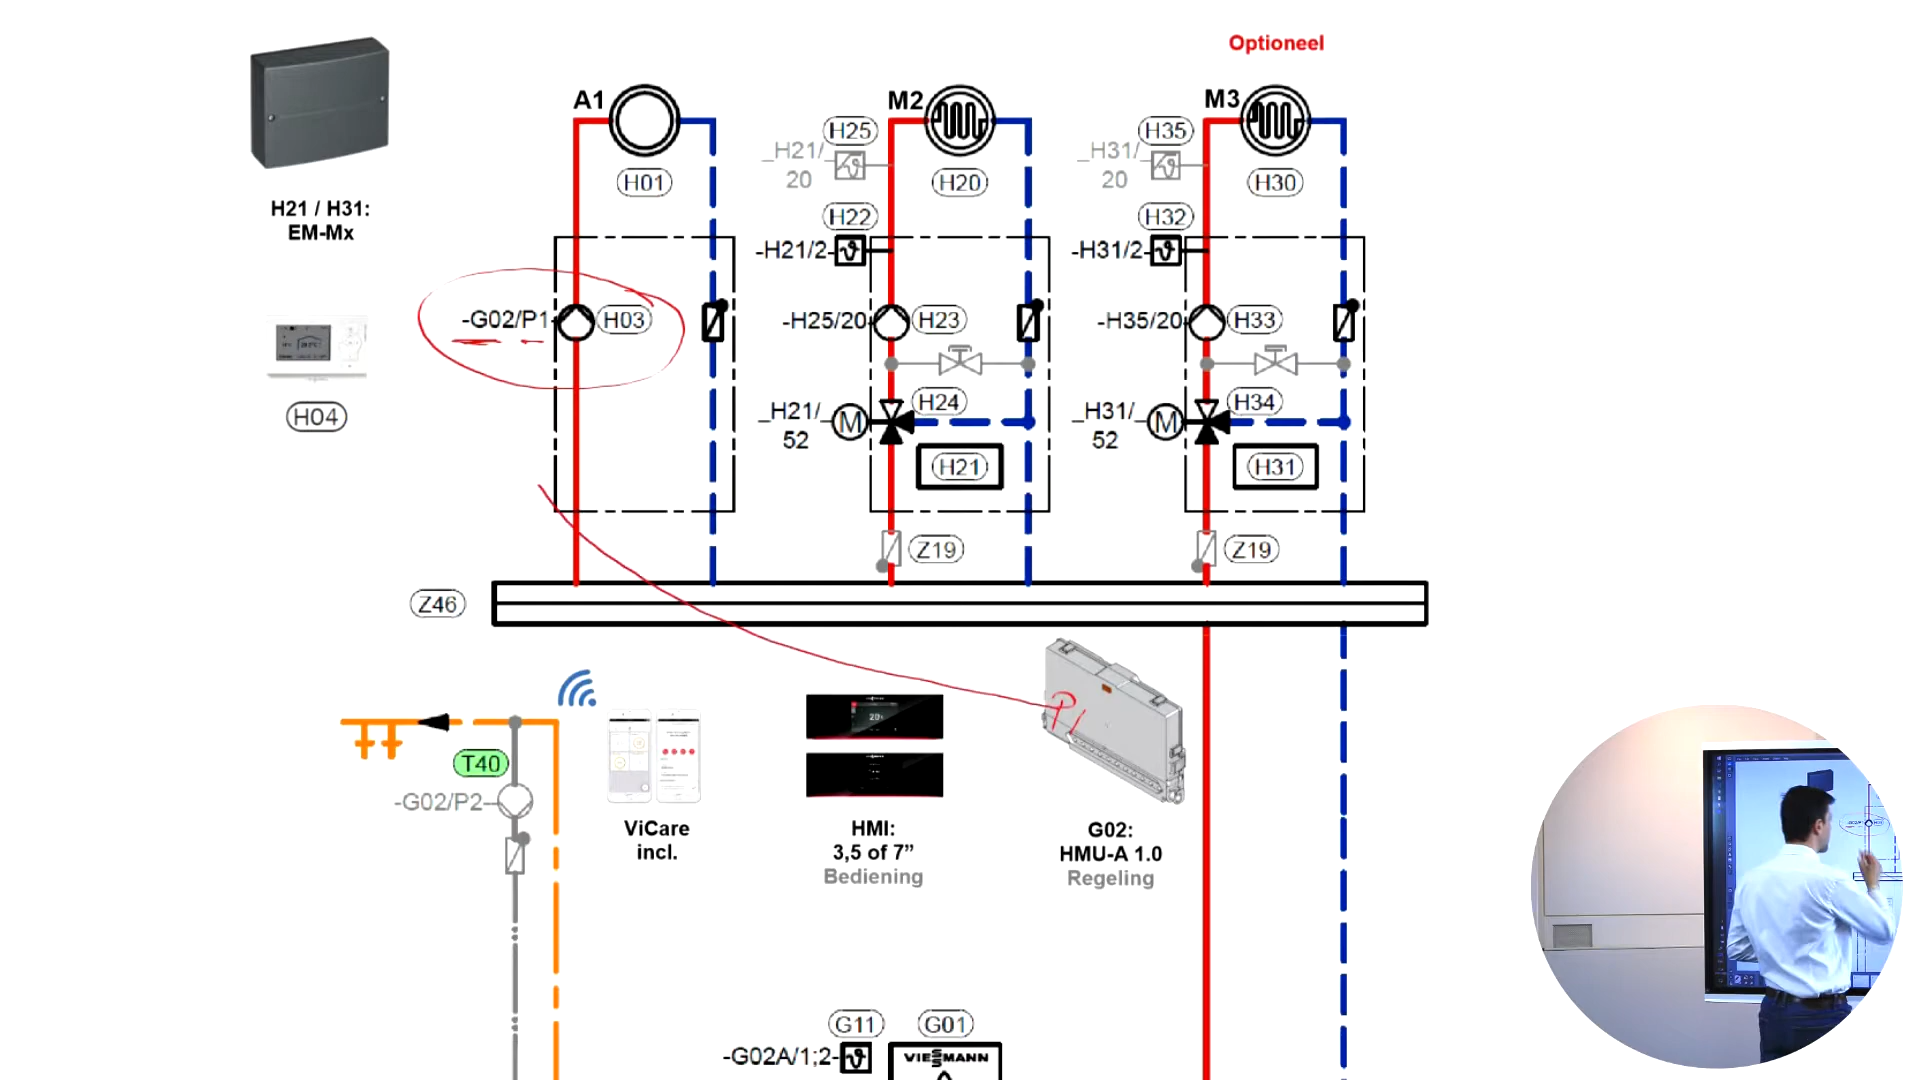 Optioneel
A1
M2
M3
H25
H35
_H21/
20
_H31/
20
H01
H20
H30
H21 / H31:
EM-Mx
H22
H32
-H21/2-
-H31/2-
-G02/P1-
H03
-H25/20-
H23
-H35/20-
H33
H04
H24
H34
_H21/
52
M
_H31/
52
M
H21
H31
Z19
Z19
Z46
P1
T40
-G02/P2-
ViCare
incl.
HMI:
3,5 of 7”
Bediening
G02:
HMU-A 1.0
Regeling
G11
G01
-G02A/1;2-
VIESMANN